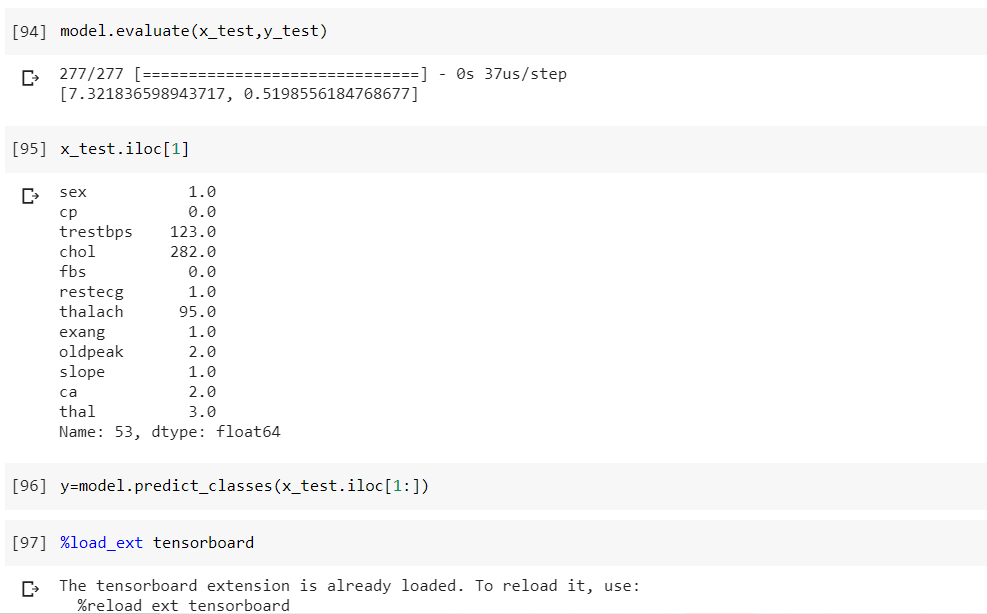 [94] model.evaluate(x_test,y_test)
277/277 [==============================] - 0s 37us/step
[7.321836598943717, 0.5198556184768677]
[95] x_test.iloc[1]
sex 1.0
cp 0.0
trestbps 123.0
chol 282.0
fbs 0.0
restecg 1.0
thalach 95.0
exang 1.0
oldpeak 2.0
slope 1.0
ca 2.0
thal 3.0
Name: 53, dtype: float64
[96] y=model.predict_classes(x_test.iloc[1:])
[97] %load_ext tensorboard
The tensorboard extension is already loaded. To reload it, use:
%reload_ext tensorboard